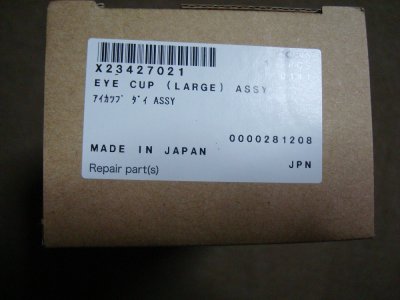 X23427021
EYE CUP (LARGE) ASSY
ｱｲｶｯﾌﾟ ﾀﾞｲ ASSY
0000281208
MADE IN JAPAN
Repair part(s)
JPN